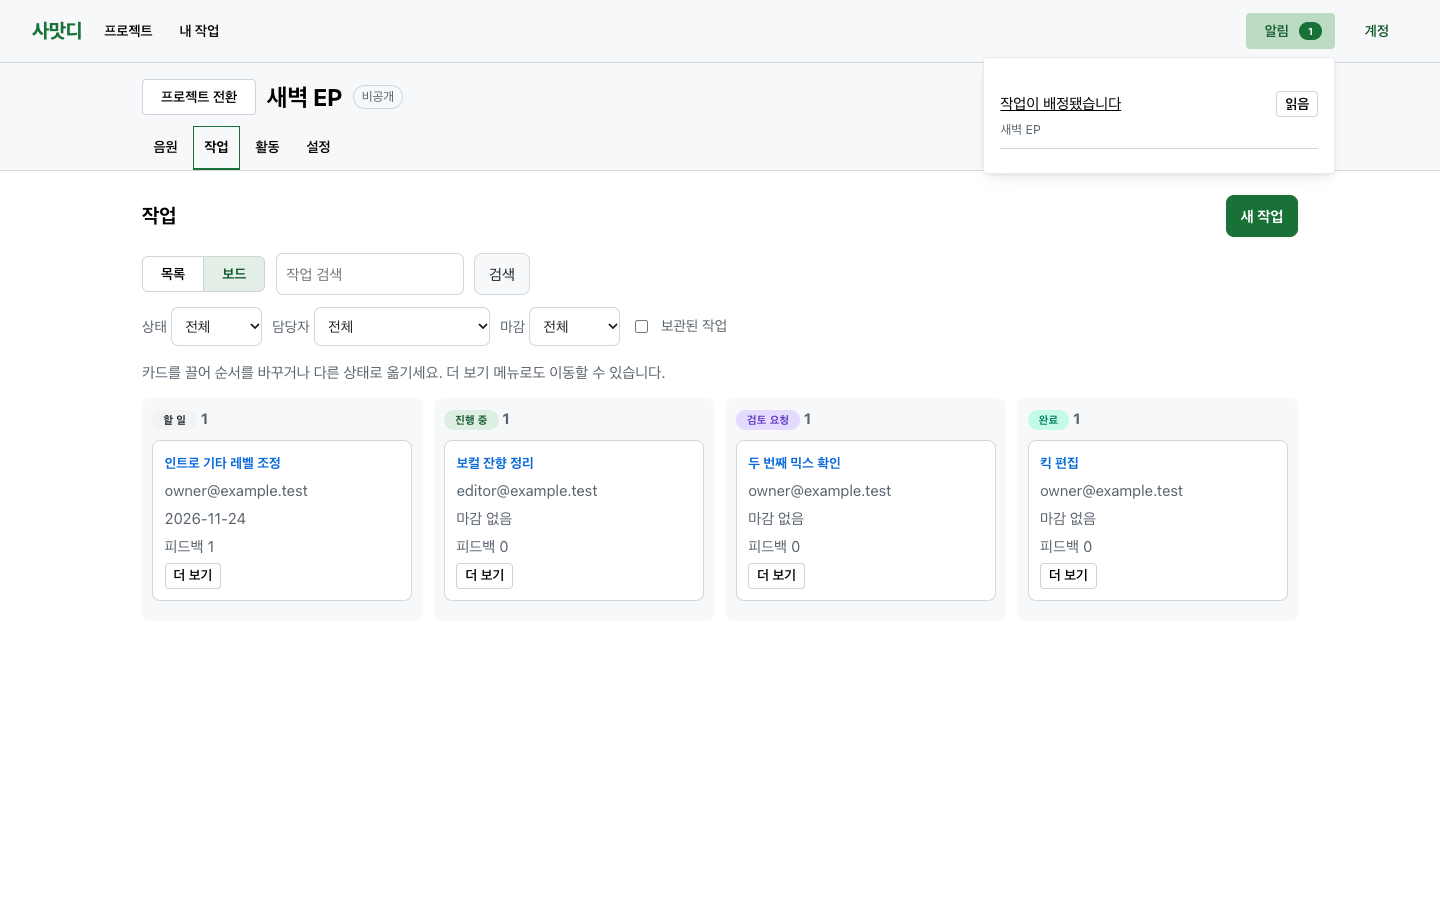 사맛디 프로젝트 내 작업 알림 1 계정
프로젝트 전환 새벽 EP 비공개
작업이 배정됐습니다 읽음
새벽 EP
음원 작업 활동 설정
작업 새 작업
목록 보드 작업 검색 검색
상태 전체 담당자 전체 마감 전체 보관된 작업
카드를 끌어 순서를 바꾸거나 다른 상태로 옮기세요. 더 보기 메뉴로도 이동할 수 있습니다.
할 일 1
인트로 기타 레벨 조정
owner@example.test
2026-11-24
피드백 1
더 보기
진행 중 1
보컬 잔향 정리
editor@example.test
마감 없음
피드백 0
더 보기
검토 요청 1
두 번째 믹스 확인
owner@example.test
마감 없음
피드백 0
더 보기
완료 1
킥 편집
owner@example.test
마감 없음
피드백 0
더 보기